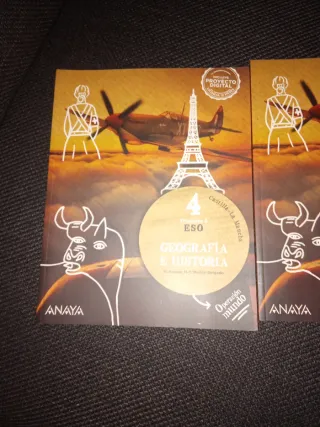 PROYECTO
DIGITAL
4
ESO
Castilla-La Mancha
GEOGRAFÍA
E HISTORIA
ANAYA
Operación
mundo
ANAYA